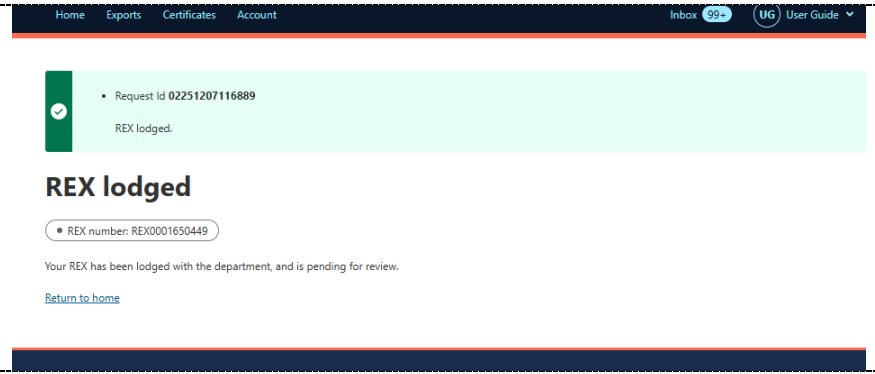 Home Exports Certificates Account Inbox 99+ UG User Guide
Request Id 02251207116889
REX lodged.
REX lodged
REX number: REX0001650449
Your REX has been lodged with the department, and is pending for review.
Return to home